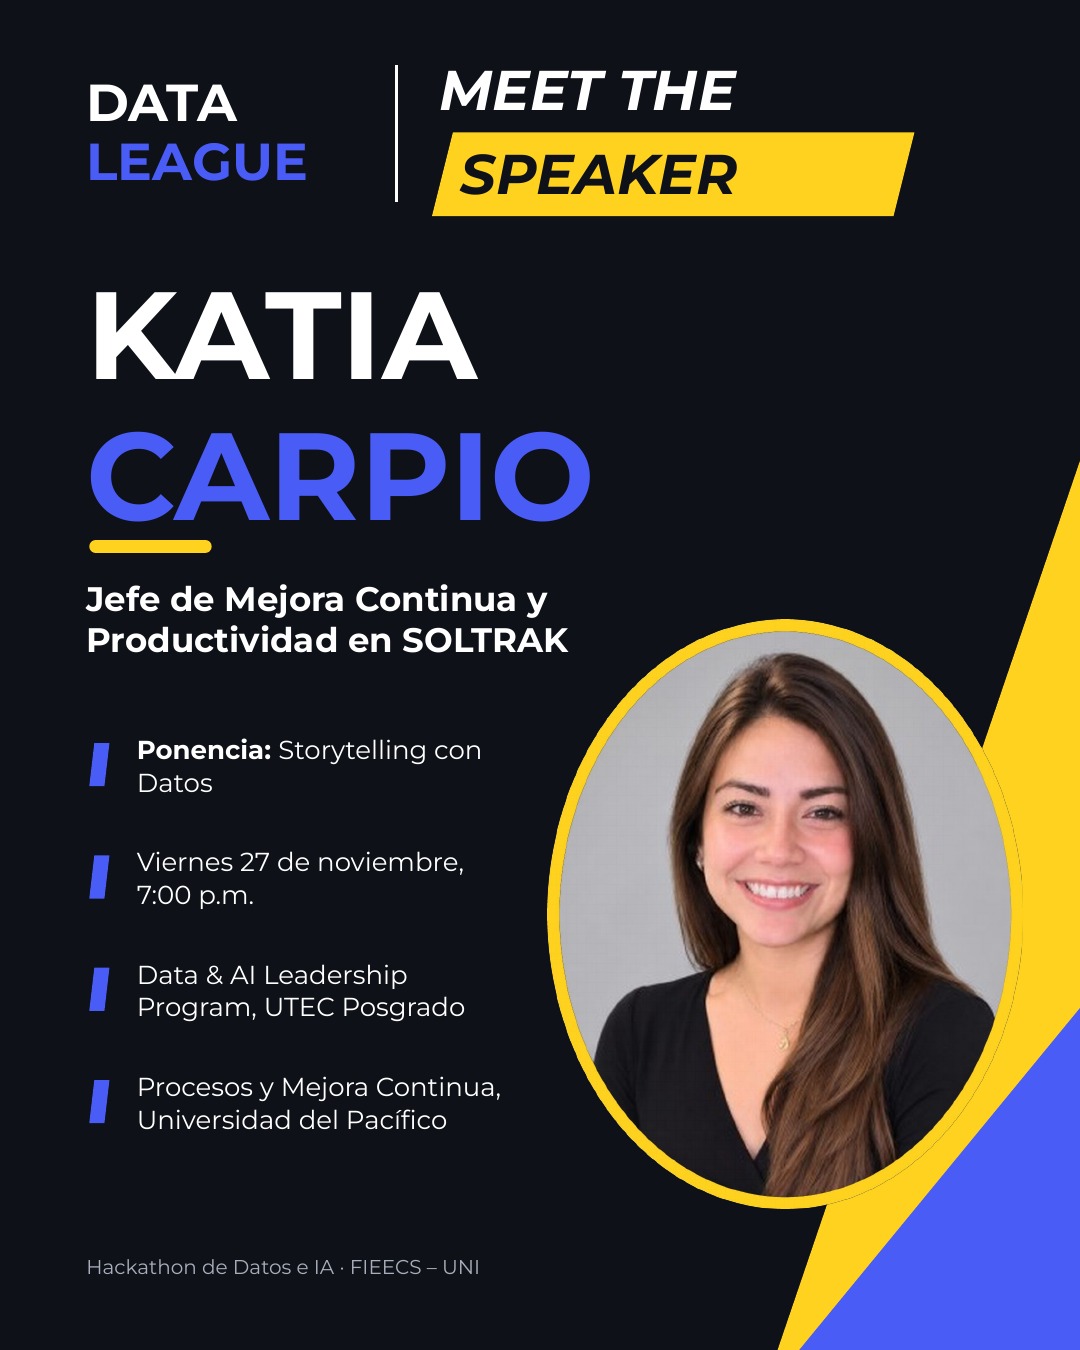 DATA
LEAGUE
MEET THE
SPEAKER
KATIA
CARPIO
Jefe de Mejora Continua y
Productividad en SOLTRAK
Ponencia: Storytelling con
Datos
Viernes 27 de noviembre,
7:00 p.m.
Data & AI Leadership
Program, UTEC Posgrado
Procesos y Mejora Continua,
Universidad del Pacífico
Hackathon de Datos e IA · FIEECS – UNI